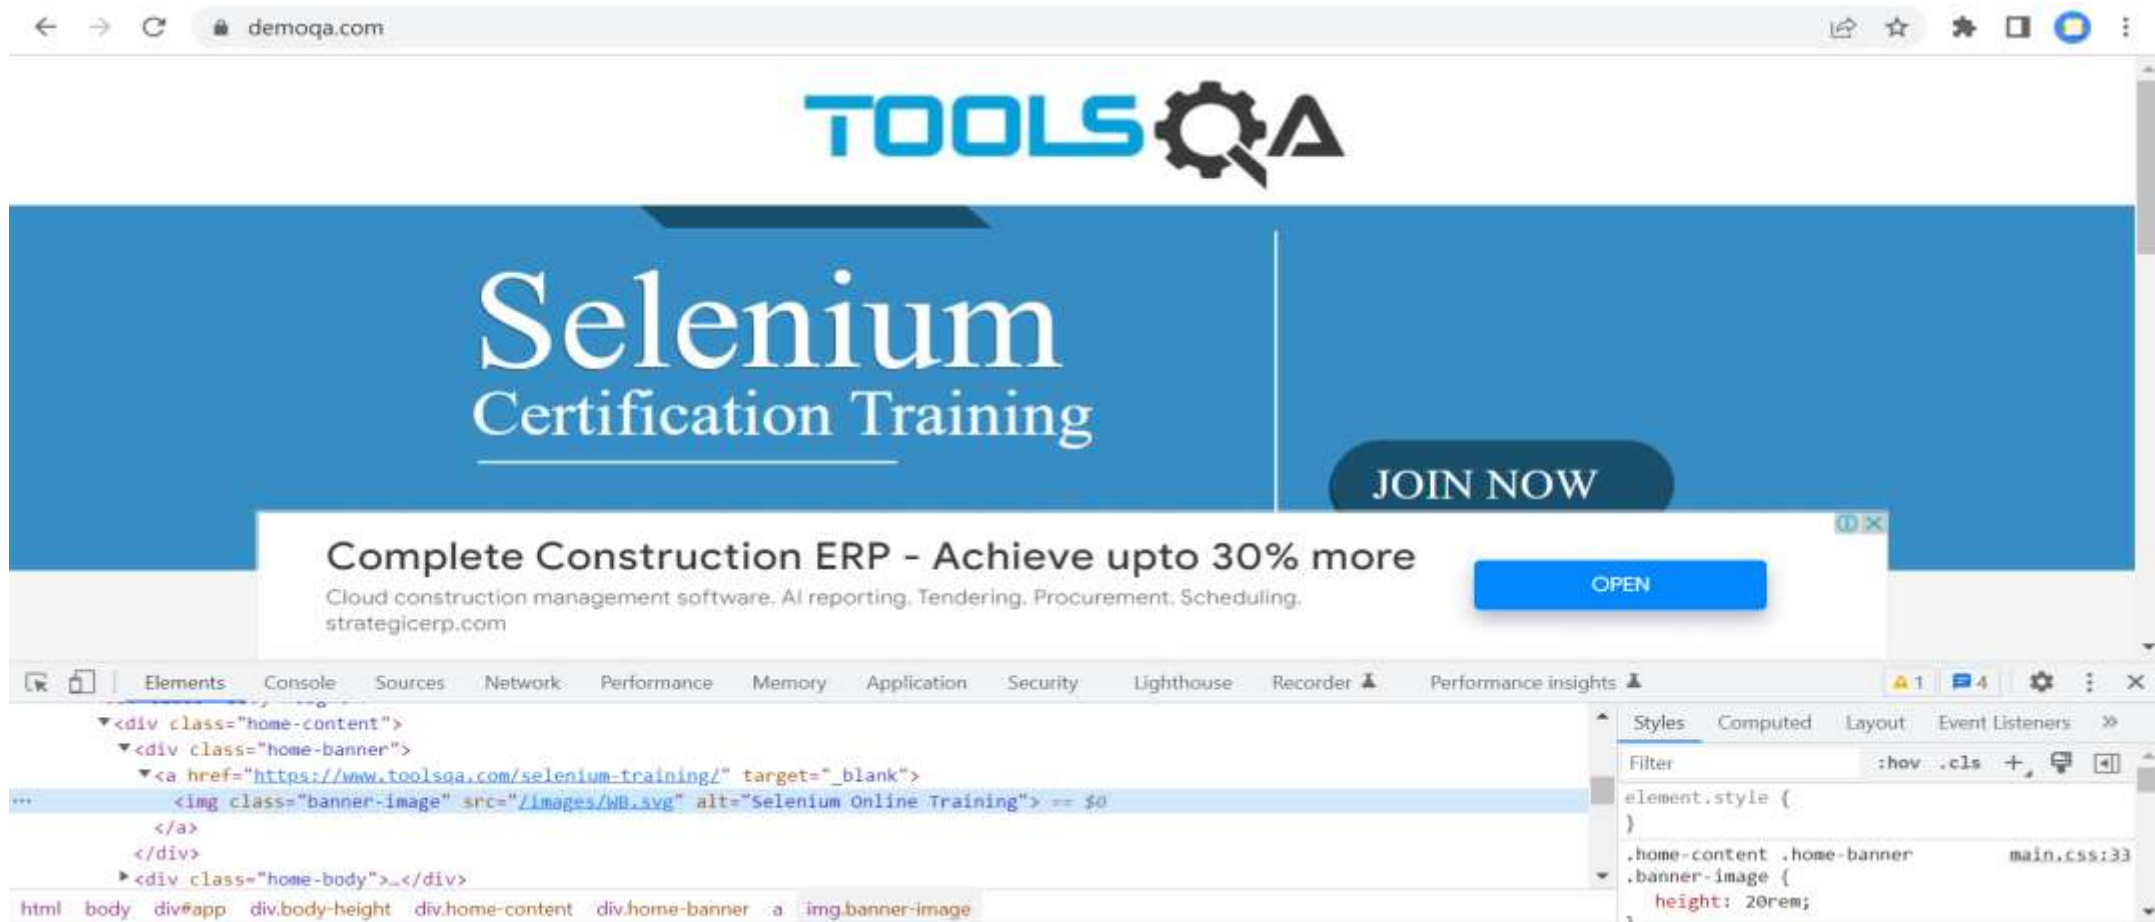 demoqa.com
TOOLSQA
Selenium
Certification Training
JOIN NOW
Complete Construction ERP - Achieve upto 30% more
Cloud construction management software. AI reporting. Tendering. Procurement. Scheduling.
strategicerp.com
OPEN
Elements Console Sources Network Performance Memory Application Security Lighthouse Recorder Performance insights 1 4
<div class="home-content">
<div class="home-banner">
<a href="https://www.toolsqa.com/selenium-training/" target="_blank">
<img class="banner-image" src="/images/WB.svg" alt="Selenium Online Training"> == $0
</a>
</div>
<div class="home-body">…</div>
html body div#app div.body-height div.home-content div.home-banner a img.banner-image
Styles Computed Layout Event Listeners »
Filter :hov .cls +
element.style {
}
.home-content .home-banner main.css:33
.banner-image {
height: 20rem;